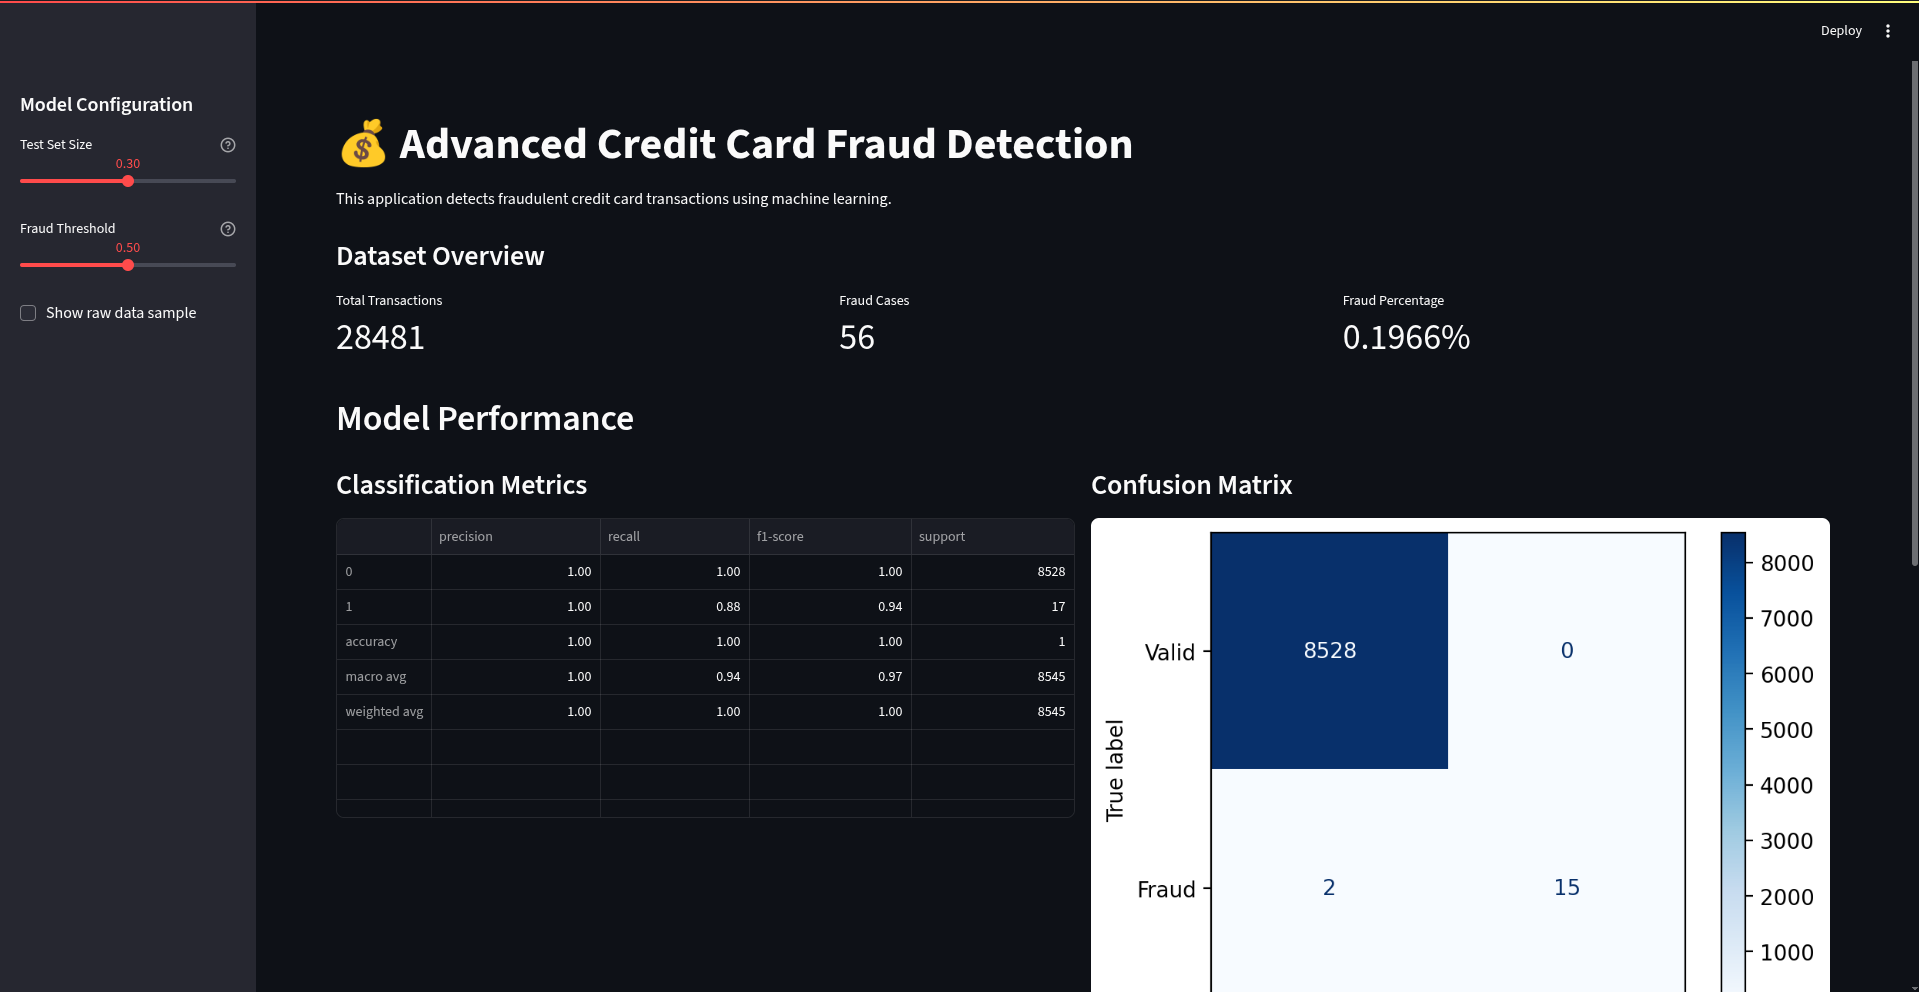 Deploy
Model Configuration
Test Set Size
0.30
Fraud Threshold
0.50
Show raw data sample
Advanced Credit Card Fraud Detection
This application detects fraudulent credit card transactions using machine learning.
Dataset Overview
Total Transactions Fraud Cases Fraud Percentage
28481 56 0.1966%
Model Performance
Classification Metrics
precision recall f1-score support
0 1.00 1.00 1.00 8528
1 1.00 0.88 0.94 17
accuracy 1.00 1.00 1.00 1
macro avg 1.00 0.94 0.97 8545
weighted avg 1.00 1.00 1.00 8545
Confusion Matrix
True label
Valid 8528 0
Fraud 2 15
8000
7000
6000
5000
4000
3000
2000
1000